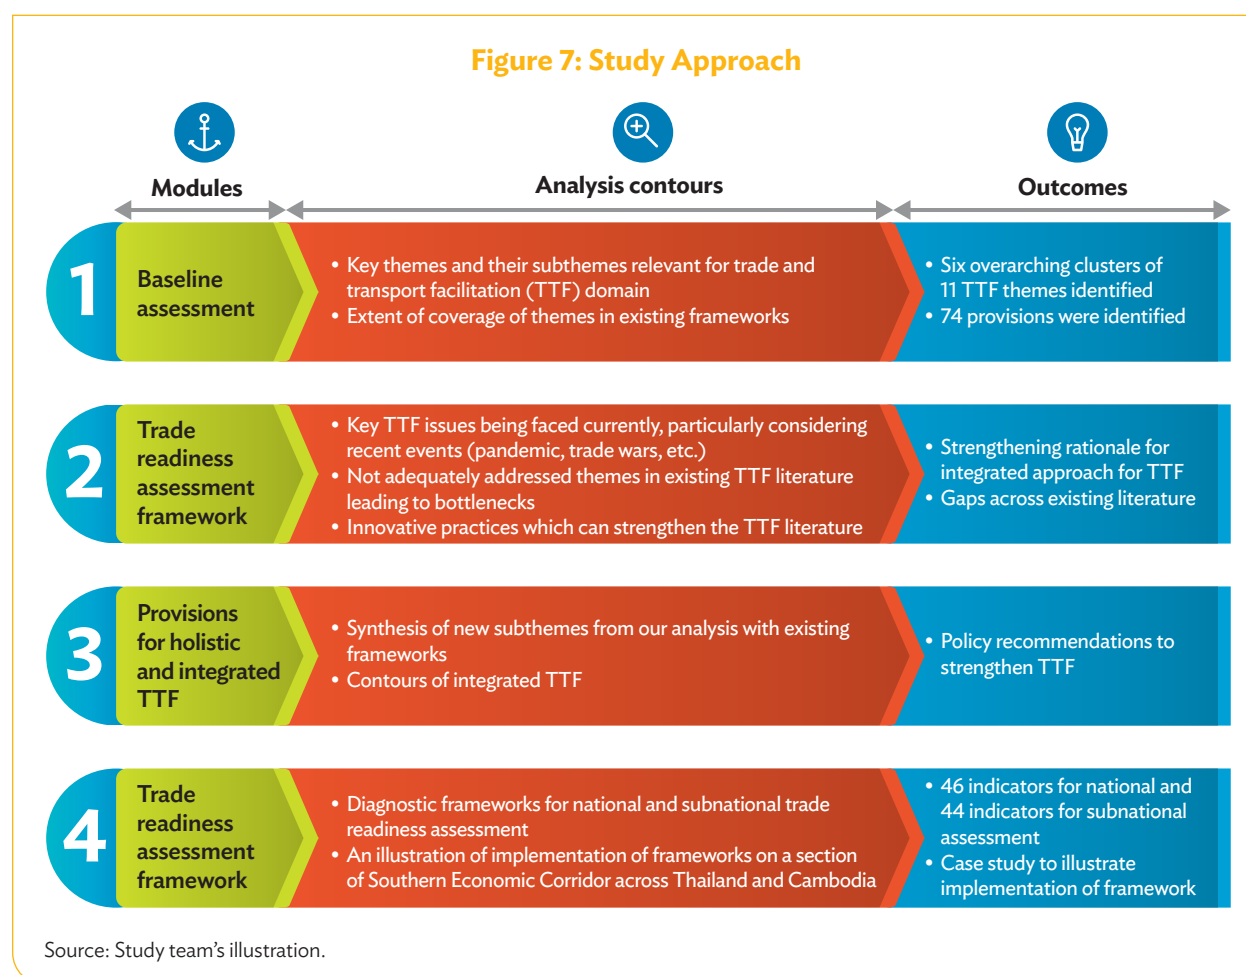 Figure 7: Study Approach
Modules
Analysis contours
Outcomes
1
Baseline
assessment
• Key themes and their subthemes relevant for trade and
transport facilitation (TTF) domain
• Extent of coverage of themes in existing frameworks
• Six overarching clusters of
11 TTF themes identified
• 74 provisions were identified
2
Trade
readiness
assessment
framework
• Key TTF issues being faced currently, particularly considering
recent events (pandemic, trade wars, etc.)
• Not adequately addressed themes in existing TTF literature
leading to bottlenecks
• Innovative practices which can strengthen the TTF literature
• Strengthening rationale for
integrated approach for TTF
• Gaps across existing literature
3
Provisions
for holistic
and integrated
TTF
• Synthesis of new subthemes from our analysis with existing
frameworks
• Contours of integrated TTF
• Policy recommendations to
strengthen TTF
4
Trade
readiness
assessment
framework
• Diagnostic frameworks for national and subnational trade
readiness assessment
• An illustration of implementation of frameworks on a section
of Southern Economic Corridor across Thailand and Cambodia
• 46 indicators for national and
44 indicators for subnational
assessment
• Case study to illustrate
implementation of framework
Source: Study team's illustration.